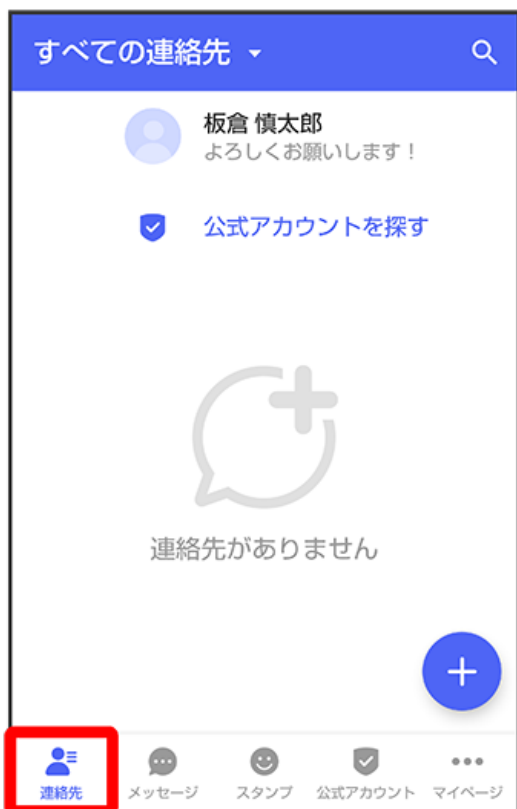 すべての連絡先
板倉 慎太郎
よろしくお願いします！
公式アカウントを探す
連絡先がありません
連絡先 メッセージ スタンプ 公式アカウント マイページ